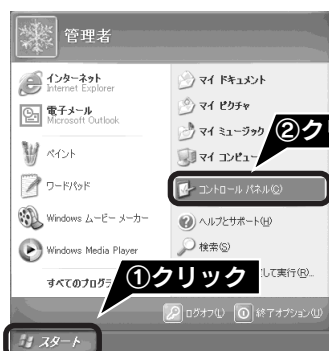 管理者
インターネット
Internet Explorer
電子メール
Microsoft Outlook
ペイント
ワードパッド
Windows ムービー メーカー
Windows Media Player
すべてのプログラ
マイ ドキュメント
マイ ピクチャ
マイ ミュージック
マイ コンピュー
②ク
コントロール パネル(C)
ヘルプとサポート(H)
検索(S)
して実行(R)...
①クリック
ログオフ(L)
終了オプション(U)
スタート